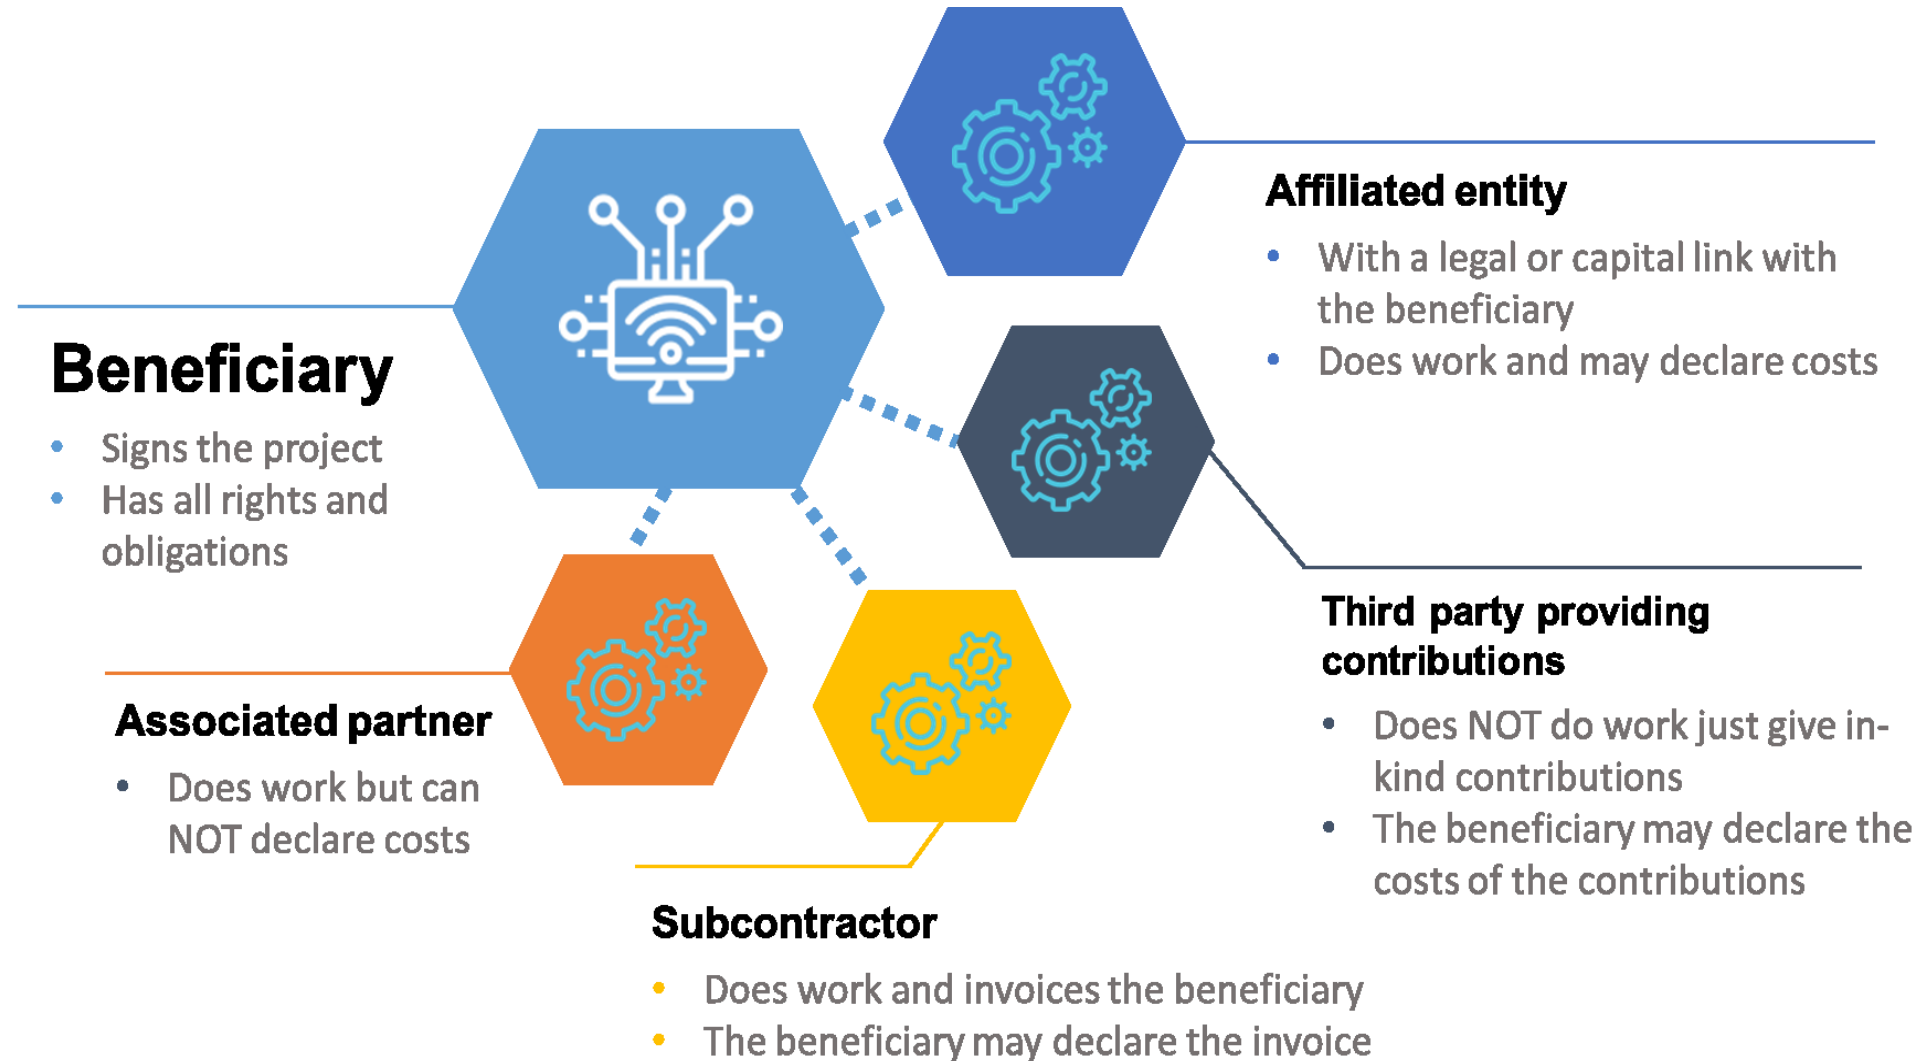 Beneficiary
• Signs the project
• Has all rights and
obligations
Affiliated entity
• With a legal or capital link with
the beneficiary
• Does work and may declare costs
Third party providing
contributions
• Does NOT do work just give in-
kind contributions
• The beneficiary may declare the
costs of the contributions
Associated partner
• Does work but can
NOT declare costs
Subcontractor
• Does work and invoices the beneficiary
• The beneficiary may declare the invoice